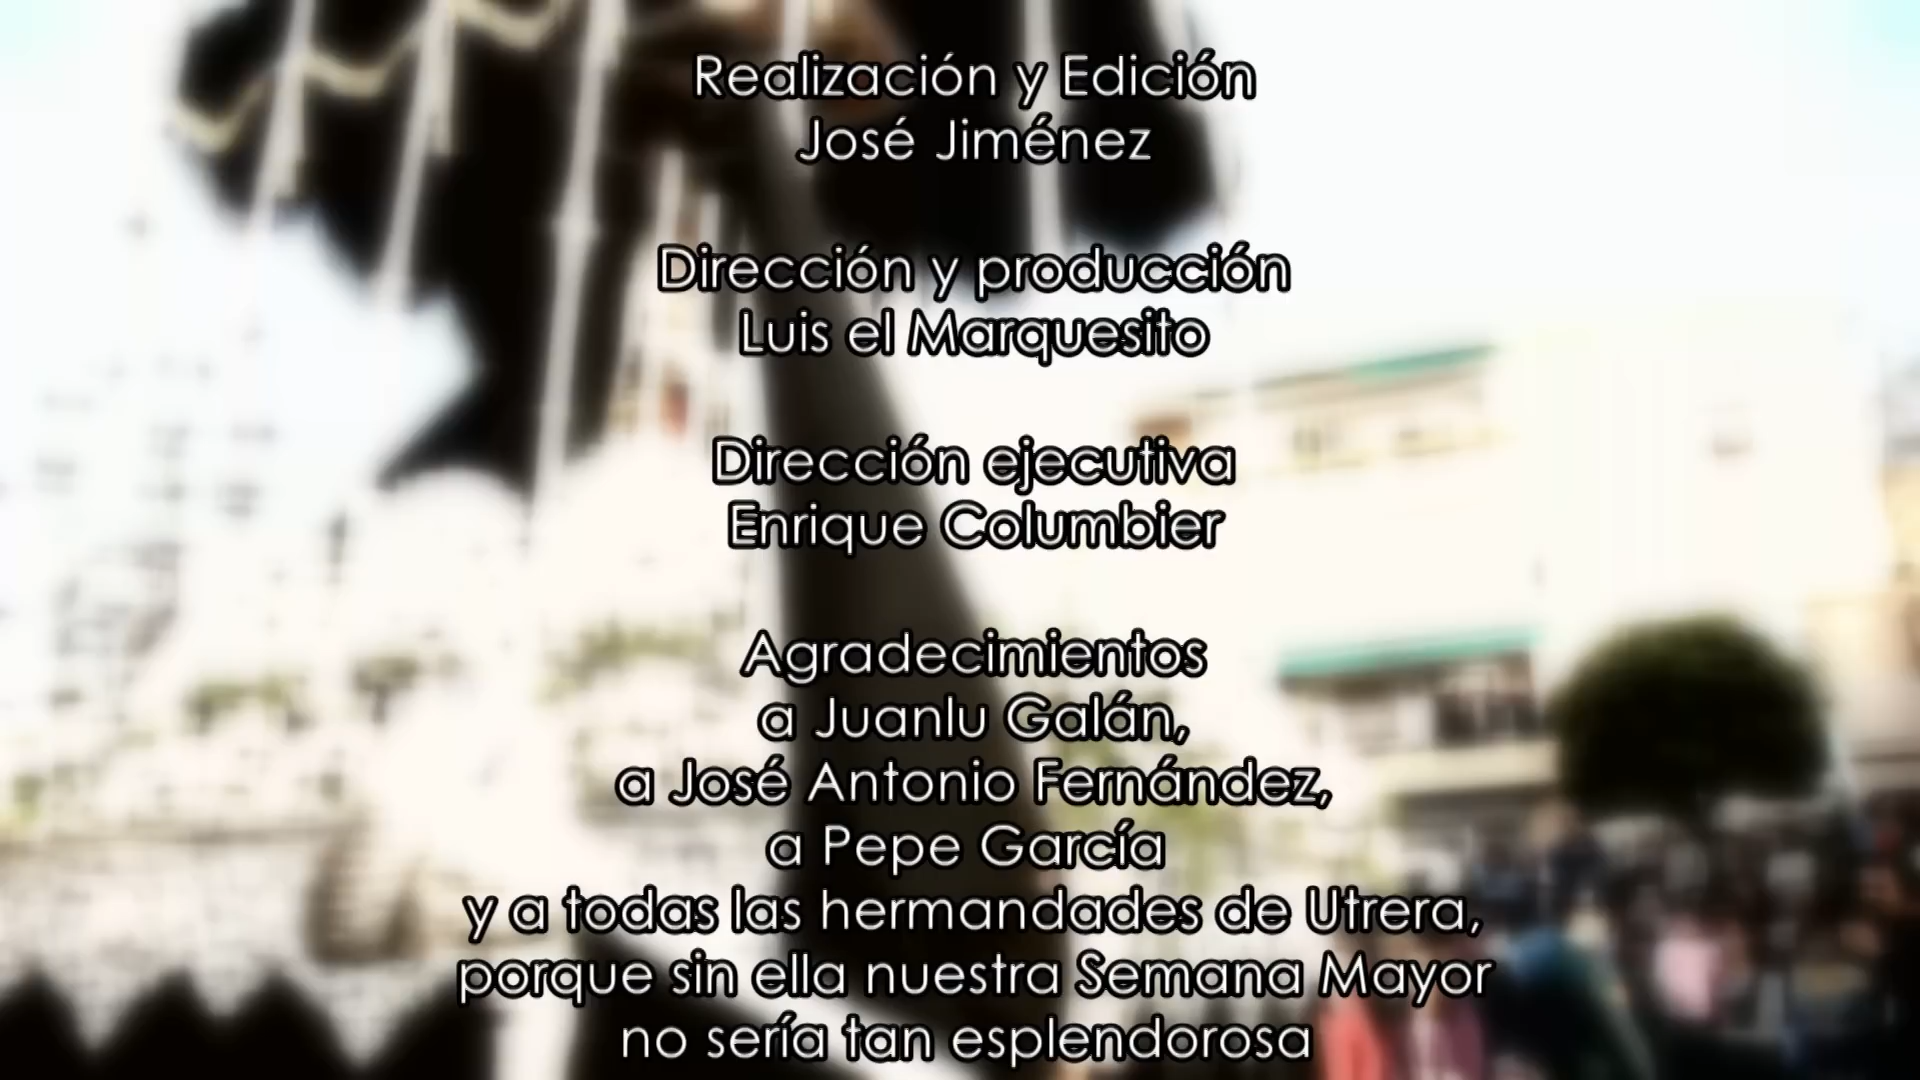 Realización y Edición
José Jiménez
Dirección y producción
Luis el Marquesito
Dirección ejecutiva
Enrique Columbier
Agradecimientos
a Juanlu Galán,
a José Antonio Fernández,
a Pepe García
y a todas las hermandades de Utrera,
porque sin ella nuestra Semana Mayor
no sería tan esplendorosa